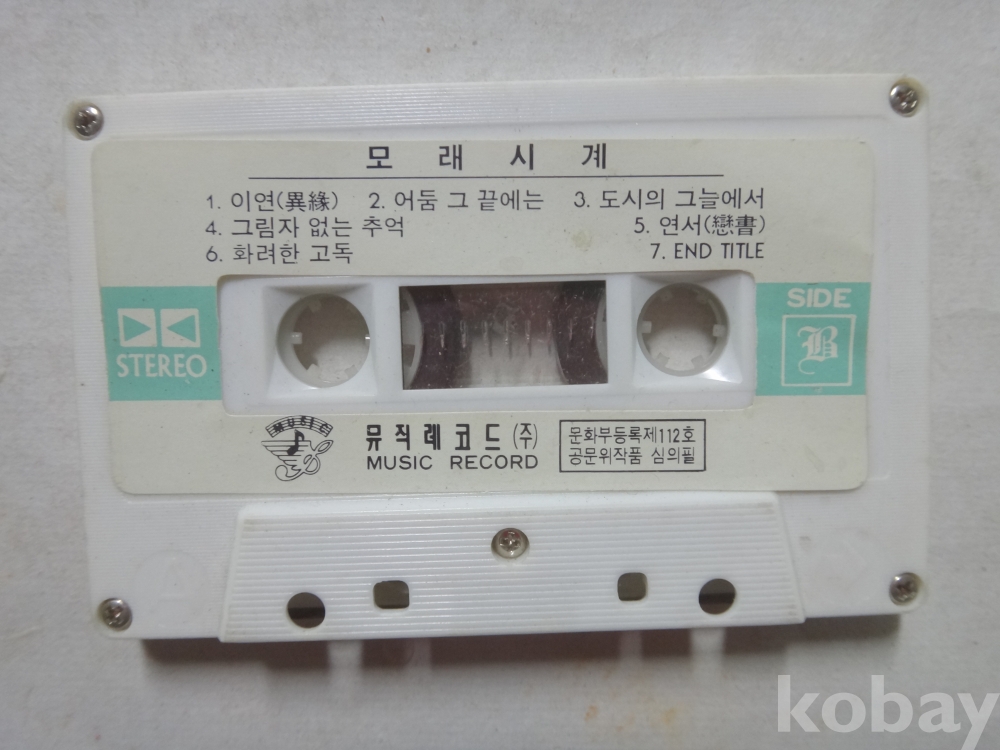 모래시계
1. 이연(異緣) 2. 어둠 그 끝에는 3. 도시의 그늘에서
4. 그림자 없는 추억 5. 연서(戀書)
6. 화려한 고독 7. END TITLE
STEREO
SIDE
B
MUSIC
뮤직레코드(주)
MUSIC RECORD
문화부등록제112호
공문위작품 심의필
kobay